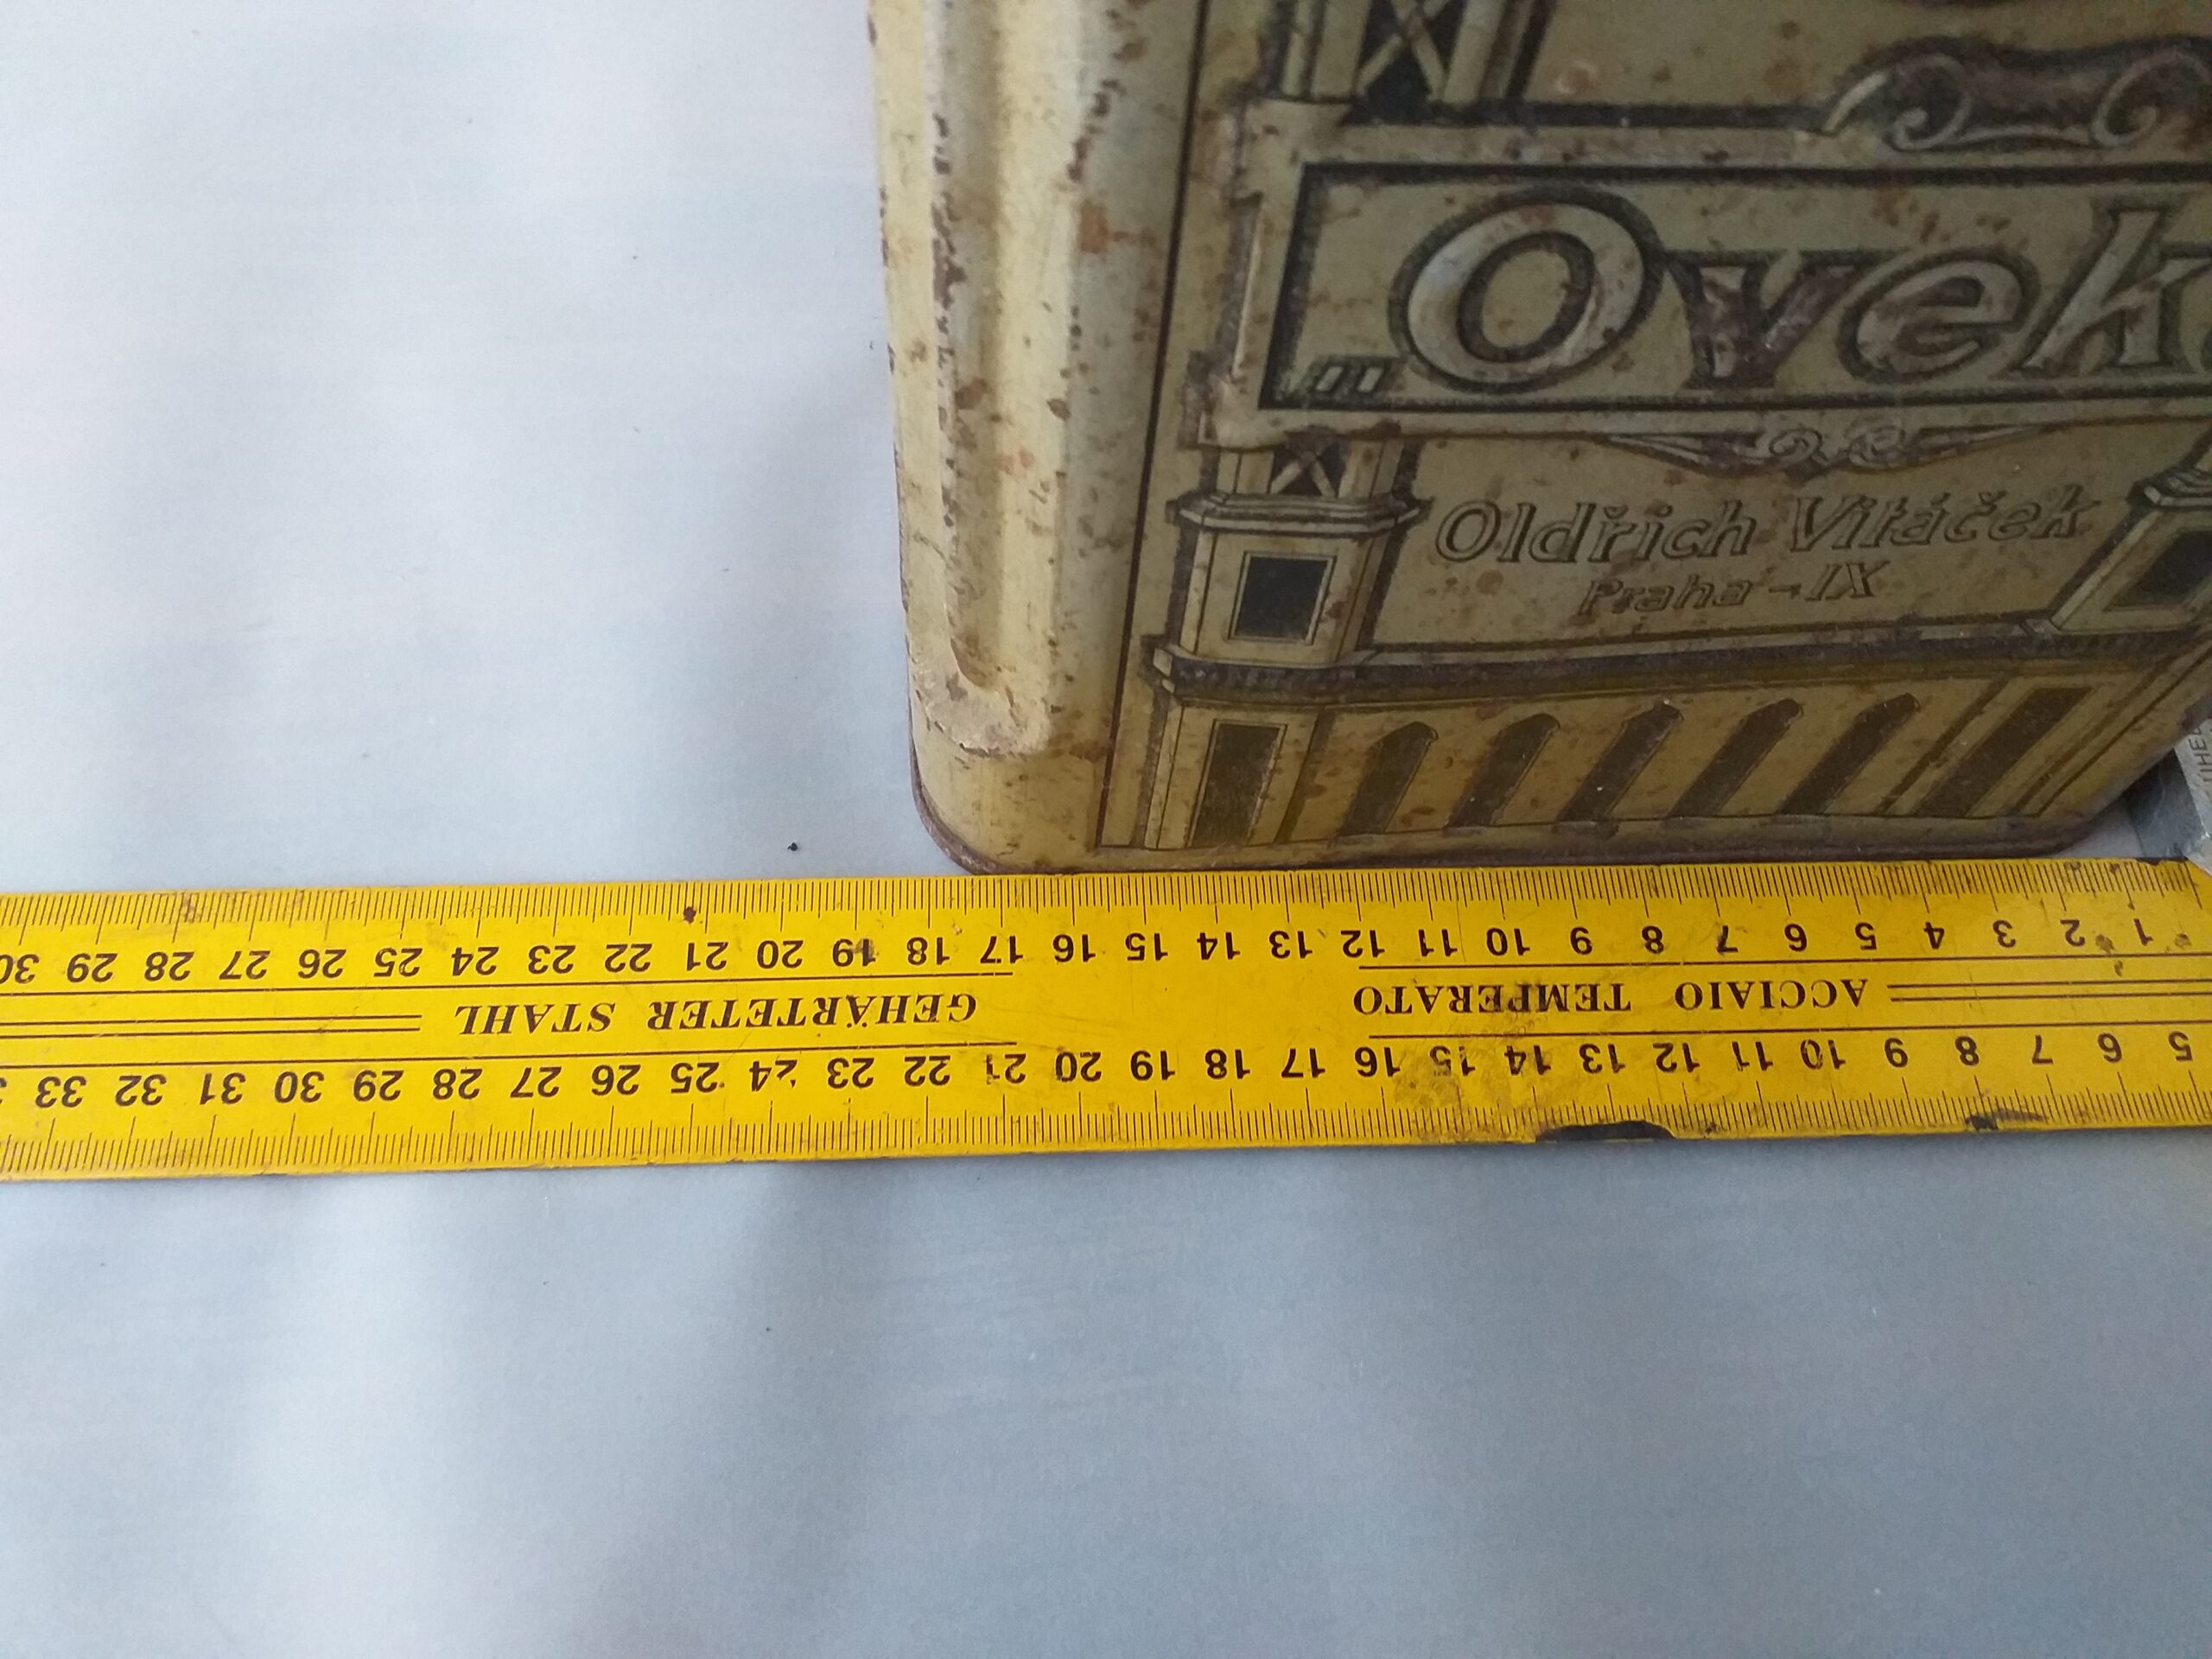 „Ovek
Oldřich Vitáček
Praha-IX
1 2 3 4 5 6 7 8 9 10 11 12 13 14 15 16 17 18 19 20 21 22 23 24 25 26 27 28 29 30
ACCIAIO TEMPERATO GEHÄRTETER STAHL
5 6 7 8 9 10 11 12 13 14 15 16 17 18 19 20 21 22 23 24 25 26 27 28 29 30 31 32 33